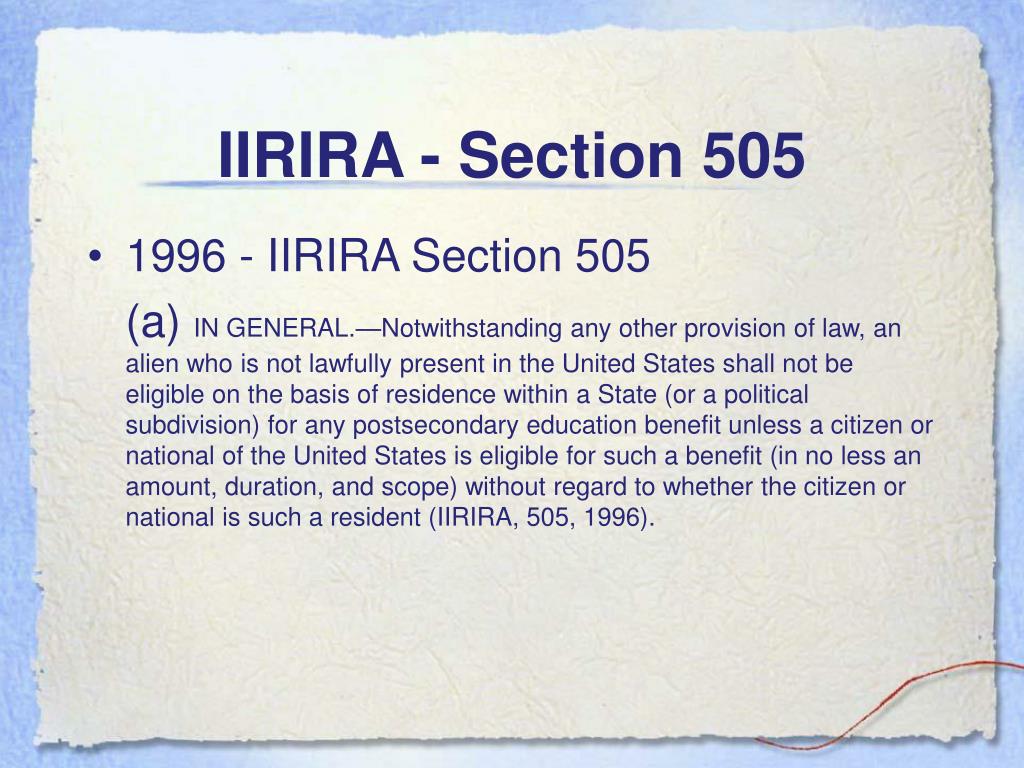 IIRIRA - Section 505
• 1996 - IIRIRA Section 505
(a) IN GENERAL.—Notwithstanding any other provision of law, an
alien who is not lawfully present in the United States shall not be
eligible on the basis of residence within a State (or a political
subdivision) for any postsecondary education benefit unless a citizen or
national of the United States is eligible for such a benefit (in no less an
amount, duration, and scope) without regard to whether the citizen or
national is such a resident (IIRIRA, 505, 1996).